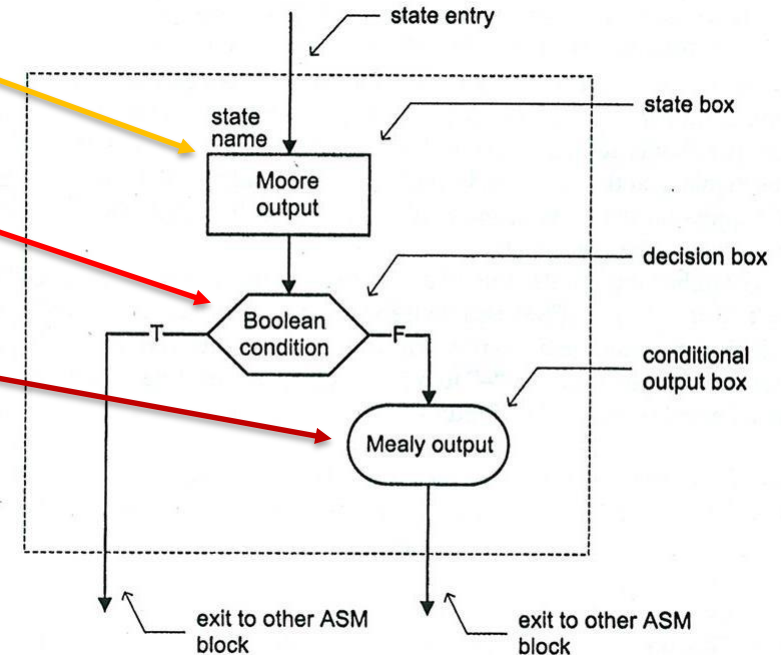 state entry
state box
state
name
Moore
output
decision box
Boolean
condition
T
F
conditional
output box
Mealy output
exit to other ASM
block
exit to other ASM
block